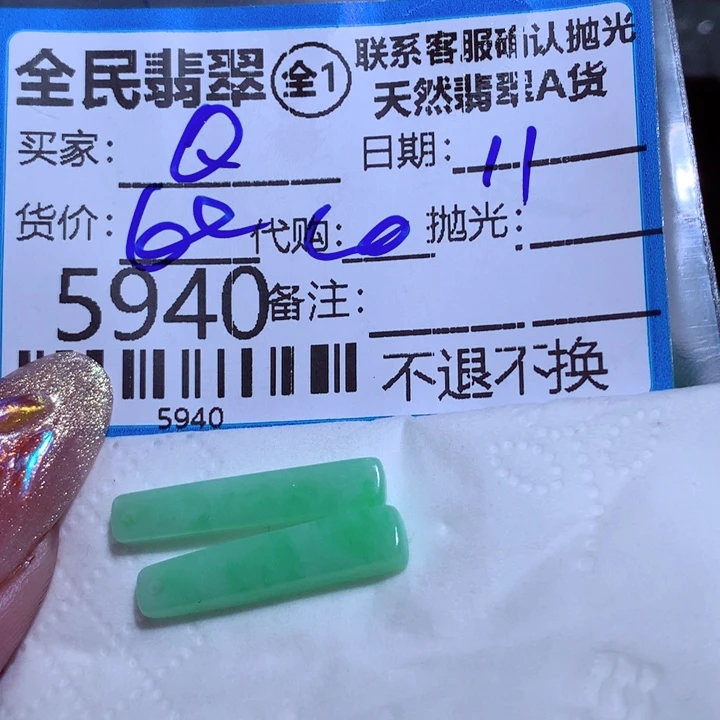 全民翡翠 全1 联系客服确认抛光
天然翡翠A货
买家: Q 日期: 11
货价: 代购: 抛光:
5940 备注:
不退不换
5940